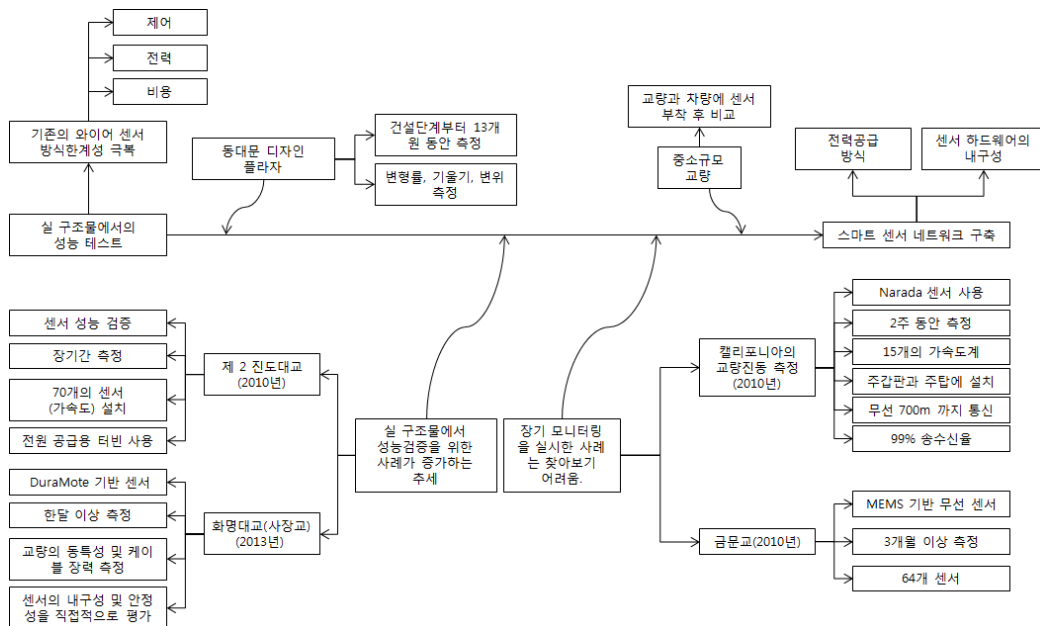 제어
전력
비용
기존의 와이어 센서
방식한계성 극복
실 구조물에서의
성능 테스트
동대문 디자인
플라자
건설단계부터 13개
원 동안 측정
변형률, 기울기, 변위
측정
교량과 차량에 센서
부착 후 비교
중소규모
교량
전력공급
방식
센서 하드웨어의
내구성
스마트 센서 네트워크 구축
센서 성능 검증
장기간 측정
70개의 센서
(가속도) 설치
전원 공급용 터빈 사용
제 2 진도대교
(2010년)
DuraMote 기반 센서
한달 이상 측정
교량의 동특성 및 케이
블 장력 측정
센서의 내구성 및 안정
성을 직접적으로 평가
화명대교(사장교)
(2013년)
실 구조물에서
성능검증을 위한
사례가 증가하는
추세
장기 모니터링
을 실시한 사례
는 찾아보기
어려움.
캘리포니아의
교량진동 측정
(2010년)
Narada 센서 사용
2주 동안 측정
15개의 가속도계
주갑판과 주탑에 설치
무선 700m 까지 통신
99% 송수신율
금문교(2010년)
MEMS 기반 무선 센서
3개월 이상 측정
64개 센서